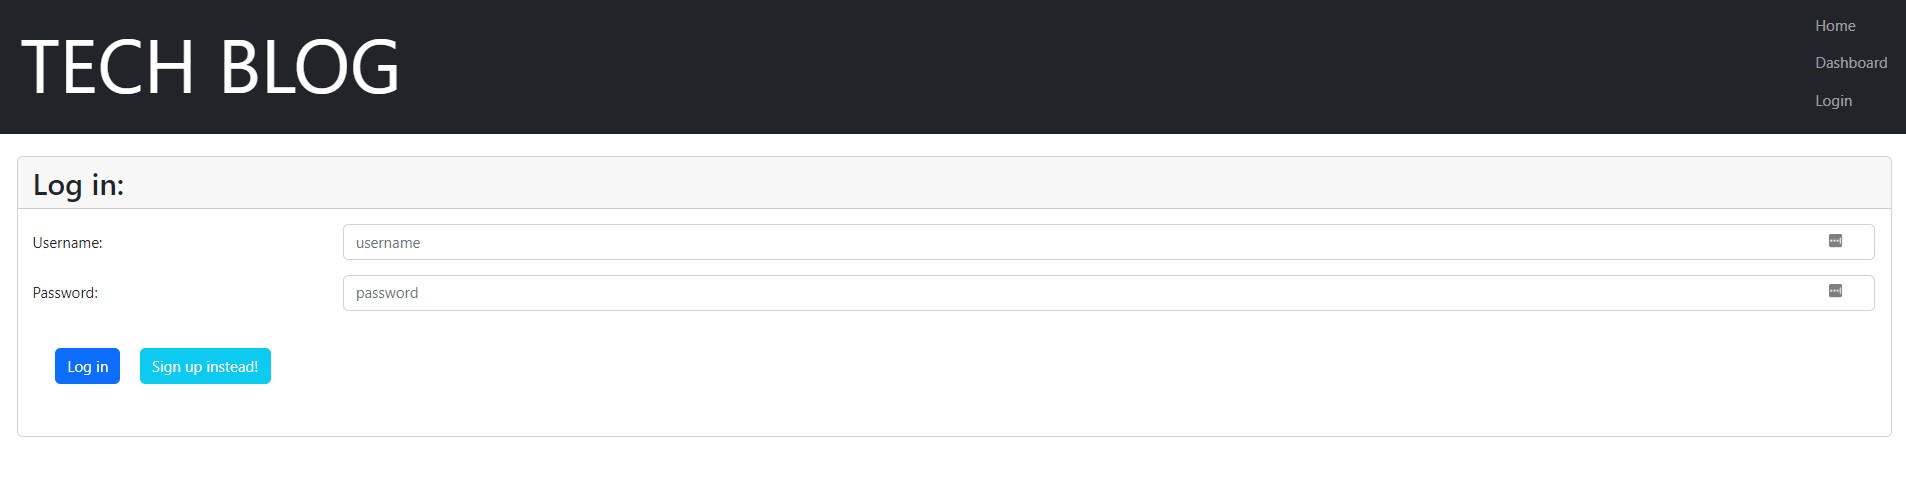 TECH BLOG
Home
Dashboard
Login
Log in:
Username:
username
Password:
password
Log in
Sign up instead!